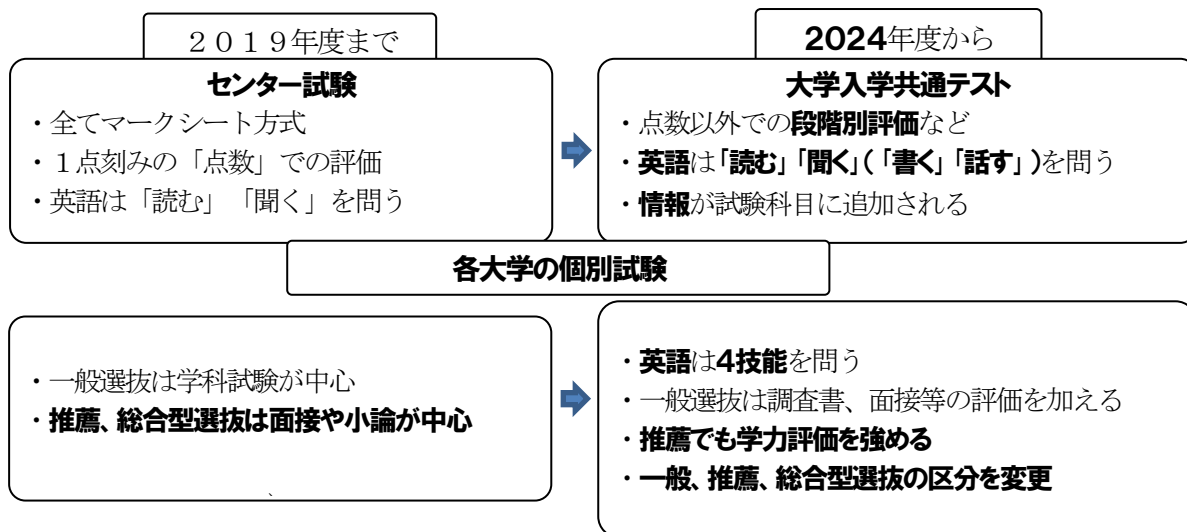 ２０１９年度まで
センター試験
・全てマークシート方式
・１点刻みの「点数」での評価
・英語は「読む」「聞く」を問う
2024年度から
大学入学共通テスト
・点数以外での段階別評価など
・英語は「読む」「聞く」（「書く」「話す」）を問う
・情報が試験科目に追加される
各大学の個別試験
・一般選抜は学科試験が中心
・推薦、総合型選抜は面接や小論が中心
、
・英語は4技能を問う
・一般選抜は調査書、面接等の評価を加える
・推薦でも学力評価を強める
・一般、推薦、総合型選抜の区分を変更